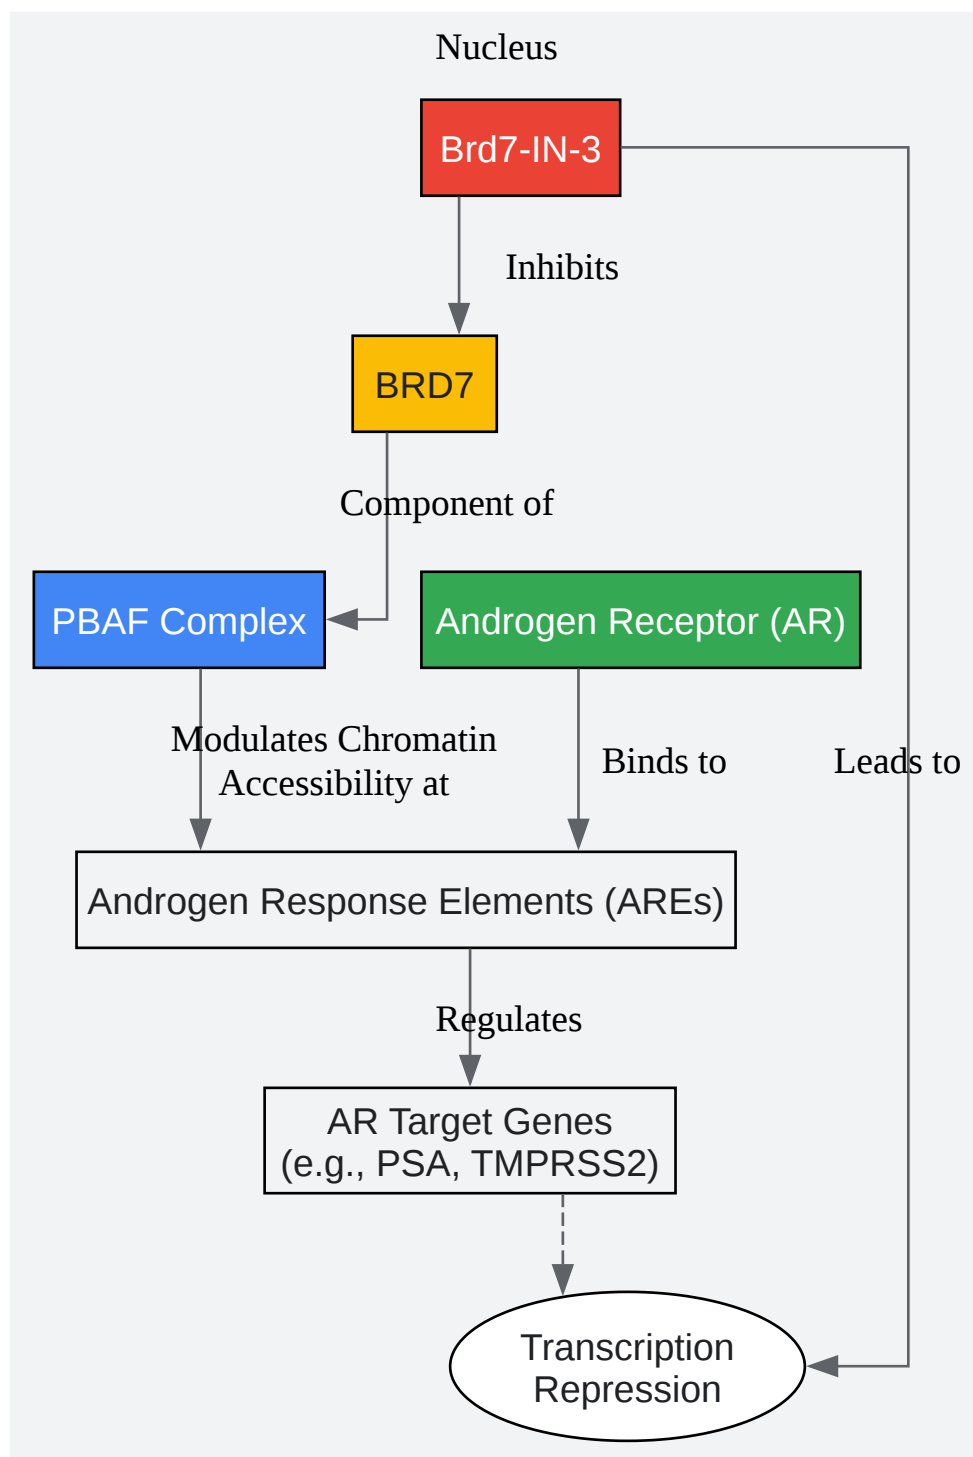 Nucleus
Brd7-IN-3
Inhibits
BRD7
Component of
PBAF Complex
Androgen Receptor (AR)
Modulates Chromatin
Accessibility at
Binds to
Leads to
Androgen Response Elements (AREs)
Regulates
AR Target Genes
(e.g., PSA, TMPRSS2)
Transcription
Repression